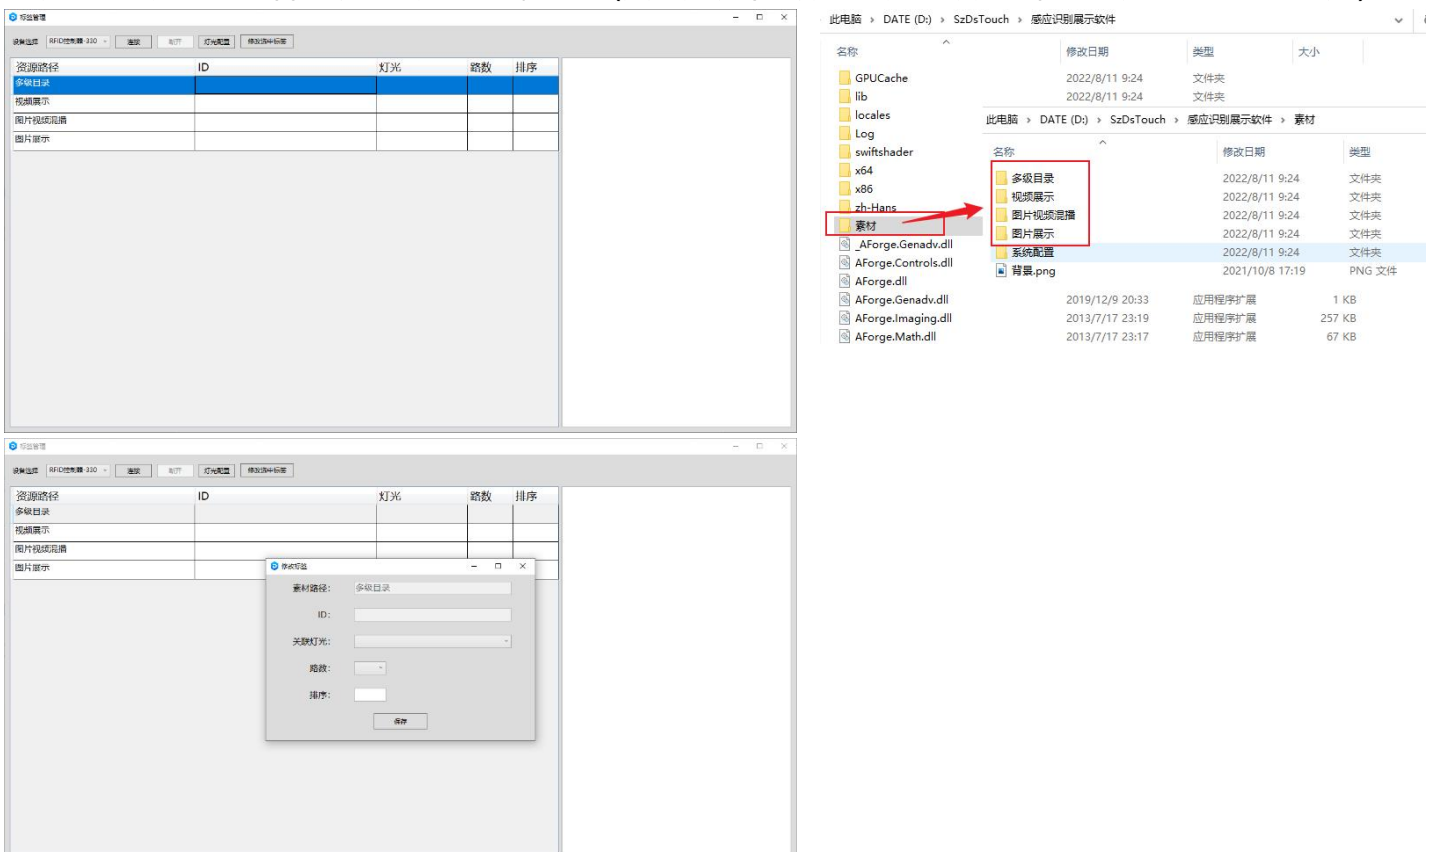 标签管理
设备选择 RFID控制器-310 连接 断开 灯光配置 修改选中标签
资源路径 ID 灯光 路数 排序
多级目录
视频展示
图片视频混播
图片展示
此电脑 › DATE (D:) › SzDsTouch › 感应识别展示软件
名称 修改日期 类型 大小
GPUCache 2022/8/11 9:24 文件夹
lib 2022/8/11 9:24 文件夹
locales
Log
swiftshader
x64
x86
zh-Hans
素材
_AForge.Genadv.dll
AForge.Controls.dll
AForge.dll
AForge.Genadv.dll 2019/12/9 20:33 应用程序扩展 1 KB
AForge.Imaging.dll 2013/7/17 23:19 应用程序扩展 257 KB
AForge.Math.dll 2013/7/17 23:17 应用程序扩展 67 KB
此电脑 › DATE (D:) › SzDsTouch › 感应识别展示软件 › 素材
名称 修改日期 类型
多级目录 2022/8/11 9:24 文件夹
视频展示 2022/8/11 9:24 文件夹
图片视频混播 2022/8/11 9:24 文件夹
图片展示 2022/8/11 9:24 文件夹
系统配置 2022/8/11 9:24 文件夹
背景.png 2021/10/8 17:19 PNG 文件
标签管理
设备选择 RFID控制器-310 连接 断开 灯光配置 修改选中标签
资源路径 ID 灯光 路数 排序
多级目录
视频展示
图片视频混播
图片展示
修改标签
素材路径: 多级目录
ID:
关联灯光:
路数:
排序:
保存